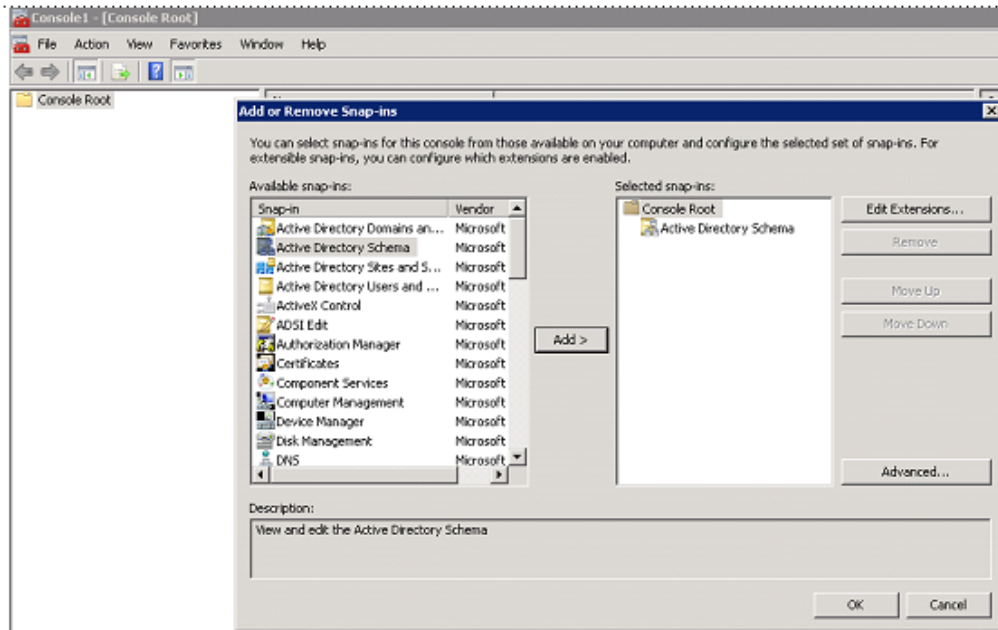 Console1 - [Console Root]
File Action View Favorites Window Help
Console Root
Add or Remove Snap-ins
You can select snap-ins for this console from those available on your computer and configure the selected set of snap-ins. For
extensible snap-ins, you can configure which extensions are enabled.
Available snap-ins:
Snap-in Vendor
Active Directory Domains an... Microsoft
Active Directory Schema Microsoft
Active Directory Sites and S... Microsoft
Active Directory Users and ... Microsoft
ActiveX Control Microsoft
ADSI Edit Microsoft
Authorization Manager Microsoft
Certificates Microsoft
Component Services Microsoft
Computer Management Microsoft
Device Manager Microsoft
Disk Management Microsoft
DNS Microsoft
Add >
Selected snap-ins:
Console Root
Active Directory Schema
Edit Extensions...
Remove
Move Up
Move Down
Advanced...
Description:
View and edit the Active Directory Schema
OK Cancel